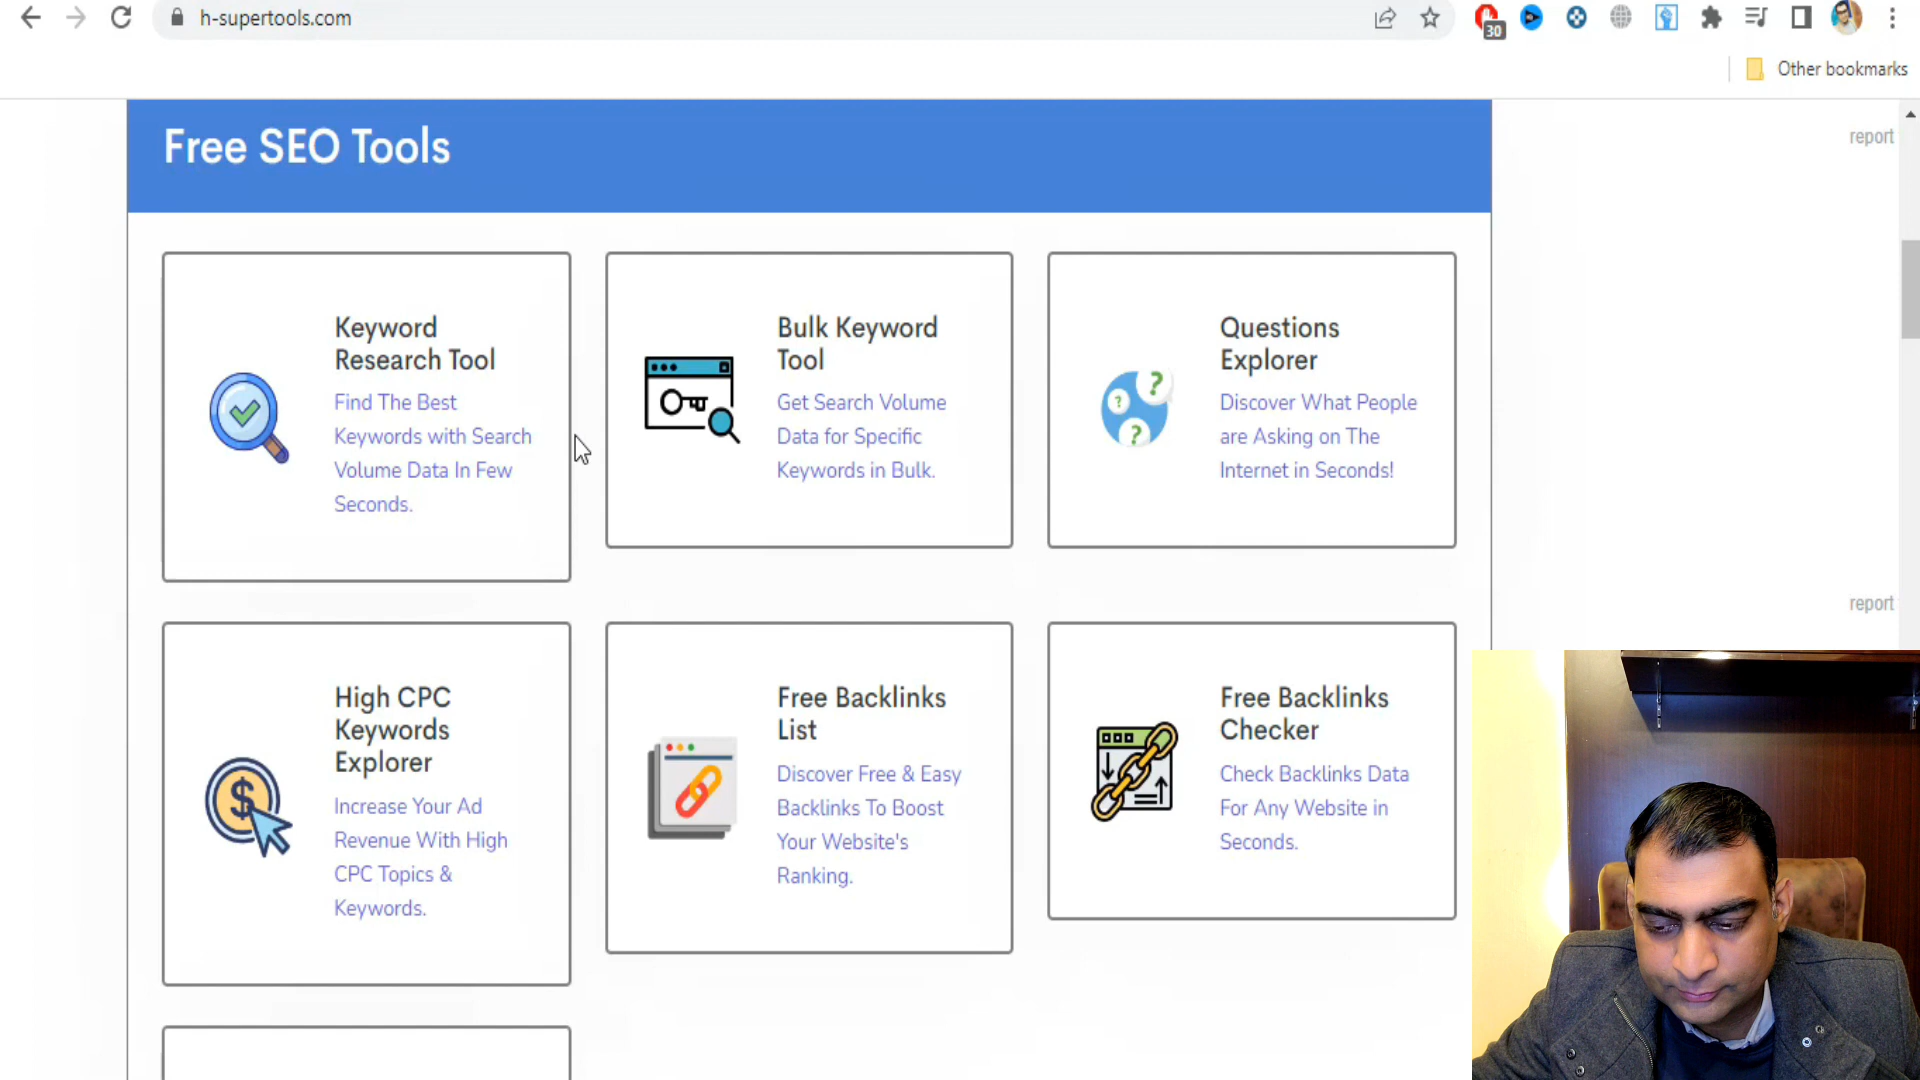 h-supertools.com
30
Other bookmarks
Free SEO Tools
report
Keyword
Research Tool
Find The Best
Keywords with Search
Volume Data In Few
Seconds.
Bulk Keyword
Tool
Get Search Volume
Data for Specific
Keywords in Bulk.
Questions
Explorer
Discover What People
are Asking on The
Internet in Seconds!
report
High CPC
Keywords
Explorer
Increase Your Ad
Revenue With High
CPC Topics &
Keywords.
Free Backlinks
List
Discover Free & Easy
Backlinks To Boost
Your Website's
Ranking.
Free Backlinks
Checker
Check Backlinks Data
For Any Website in
Seconds.